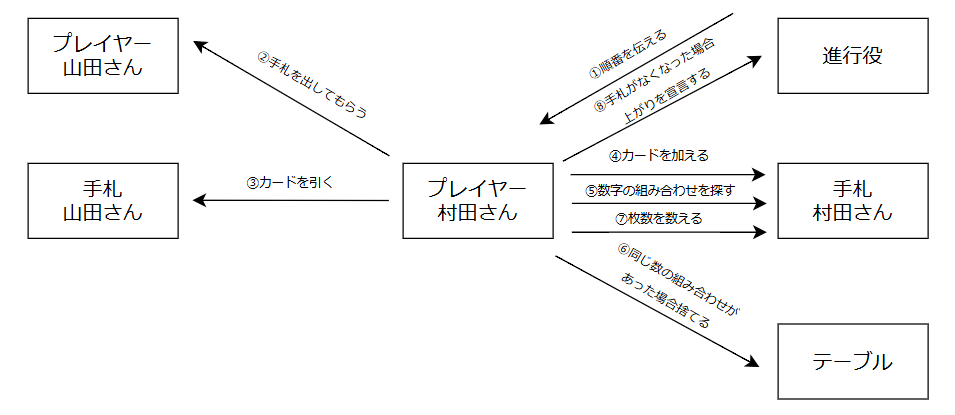 プレイヤー
山田さん
②手札を出してもらう
①順番を伝える
⑧手札がなくなった場合
上がりを宣言する
進行役
手札
山田さん
③カードを引く
プレイヤー
村田さん
④カードを加える
⑤数字の組み合わせを探す
⑦枚数を数える
手札
村田さん
⑥同じ数の組み合わせが
あった場合捨てる
テーブル